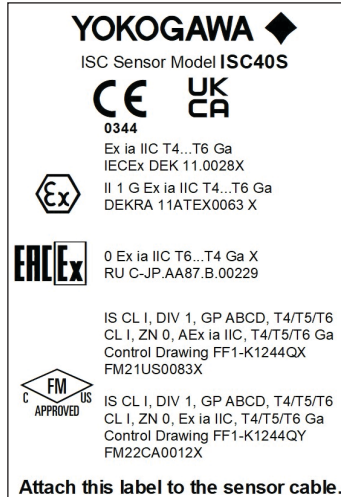 YOKOGAWA
ISC Sensor Model ISC40S
CE UKCA
0344
Ex ia IIC T4...T6 Ga
IECEx DEK 11.0028X
Ex
II 1 G Ex ia IIC T4...T6 Ga
DEKRA 11ATEX0063 X
EAC Ex
0 Ex ia IIC T6...T4 Ga X
RU C-JP.AA87.B.00229
IS CL I, DIV 1, GP ABCD, T4/T5/T6
CL I, ZN 0, AEx ia IIC, T4/T5/T6 Ga
Control Drawing FF1-K1244QX
FM21US0083X
C FM US
APPROVED
IS CL I, DIV 1, GP ABCD, T4/T5/T6
CL I, ZN 0, Ex ia IIC, T4/T5/T6 Ga
Control Drawing FF1-K1244QY
FM22CA0012X
Attach this label to the sensor cable.